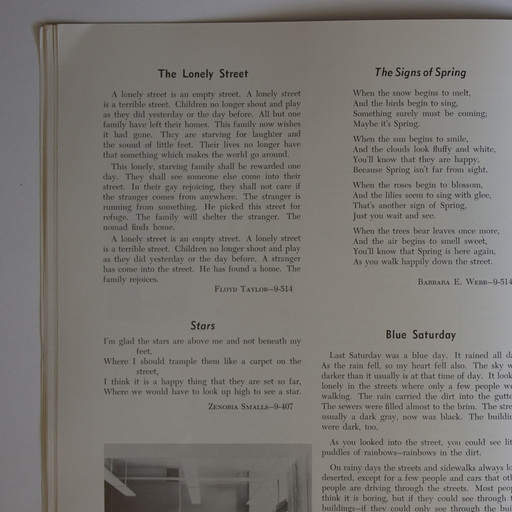 The Lonely Street
A lonely street is an empty street. A lonely street
is a terrible street. Children no longer shout and play
as they did yesterday or the day before. All but one
family have left their homes. This family now wishes
it had gone. They are starving for laughter and
the sound of little feet. Their lives no longer have
that something which makes the world go around.
This lonely, starving family shall be rewarded one
day. They shall see someone else come into their
street. In their gay rejoicing, they shall not care if
the stranger comes from anywhere. The stranger is
running from something. He picked this street for
refuge. The family will shelter the stranger. The
nomad finds home.
A lonely street is an empty street. A lonely street
is a terrible street. Children no longer shout and play
as they did yesterday or the day before. A stranger
has come into the street. He has found a home. The
family rejoices.
Floyd Taylor—9-514
Stars
I'm glad the stars are above me and not beneath my
feet,
Where I should trample them like a carpet on the
street,
I think it is a happy thing that they are set so far,
Where we would have to look up high to see a star.
Zenobia Smalls—9-407
The Signs of Spring
When the snow begins to melt,
And the birds begin to sing,
Something surely must be coming,
Maybe it's Spring.
When the sun begins to smile,
And the clouds look fluffy and white,
You'll know that they are happy,
Because Spring isn't far from sight.
When the roses begin to blossom,
And the lilies seem to sing with glee,
That's another sign of Spring,
Just you wait and see.
When the trees bear leaves once more,
And the air begins to smell sweet,
You'll know that Spring is here again,
As you walk happily down the street.
Barbara E. Webb—9-514
Blue Saturday
Last Saturday was a blue day. It rained all
As the rain fell, so my heart fell also. The sky
darker than it usually is at that time of day. It
lonely in the streets where only a few people
walking. The rain carried the dirt into the
The sewers were filled almost to the brim. The
usually a dark gray, now was black. The
were dark, too.
As you looked into the street, you could see
puddles of rainbows—rainbows in the dirt.
On rainy days the streets and sidewalks always
deserted, except for a few people and cars that
people are driving through the streets. Most
think it is boring, but if they could see through
buildings—if they could only see through the